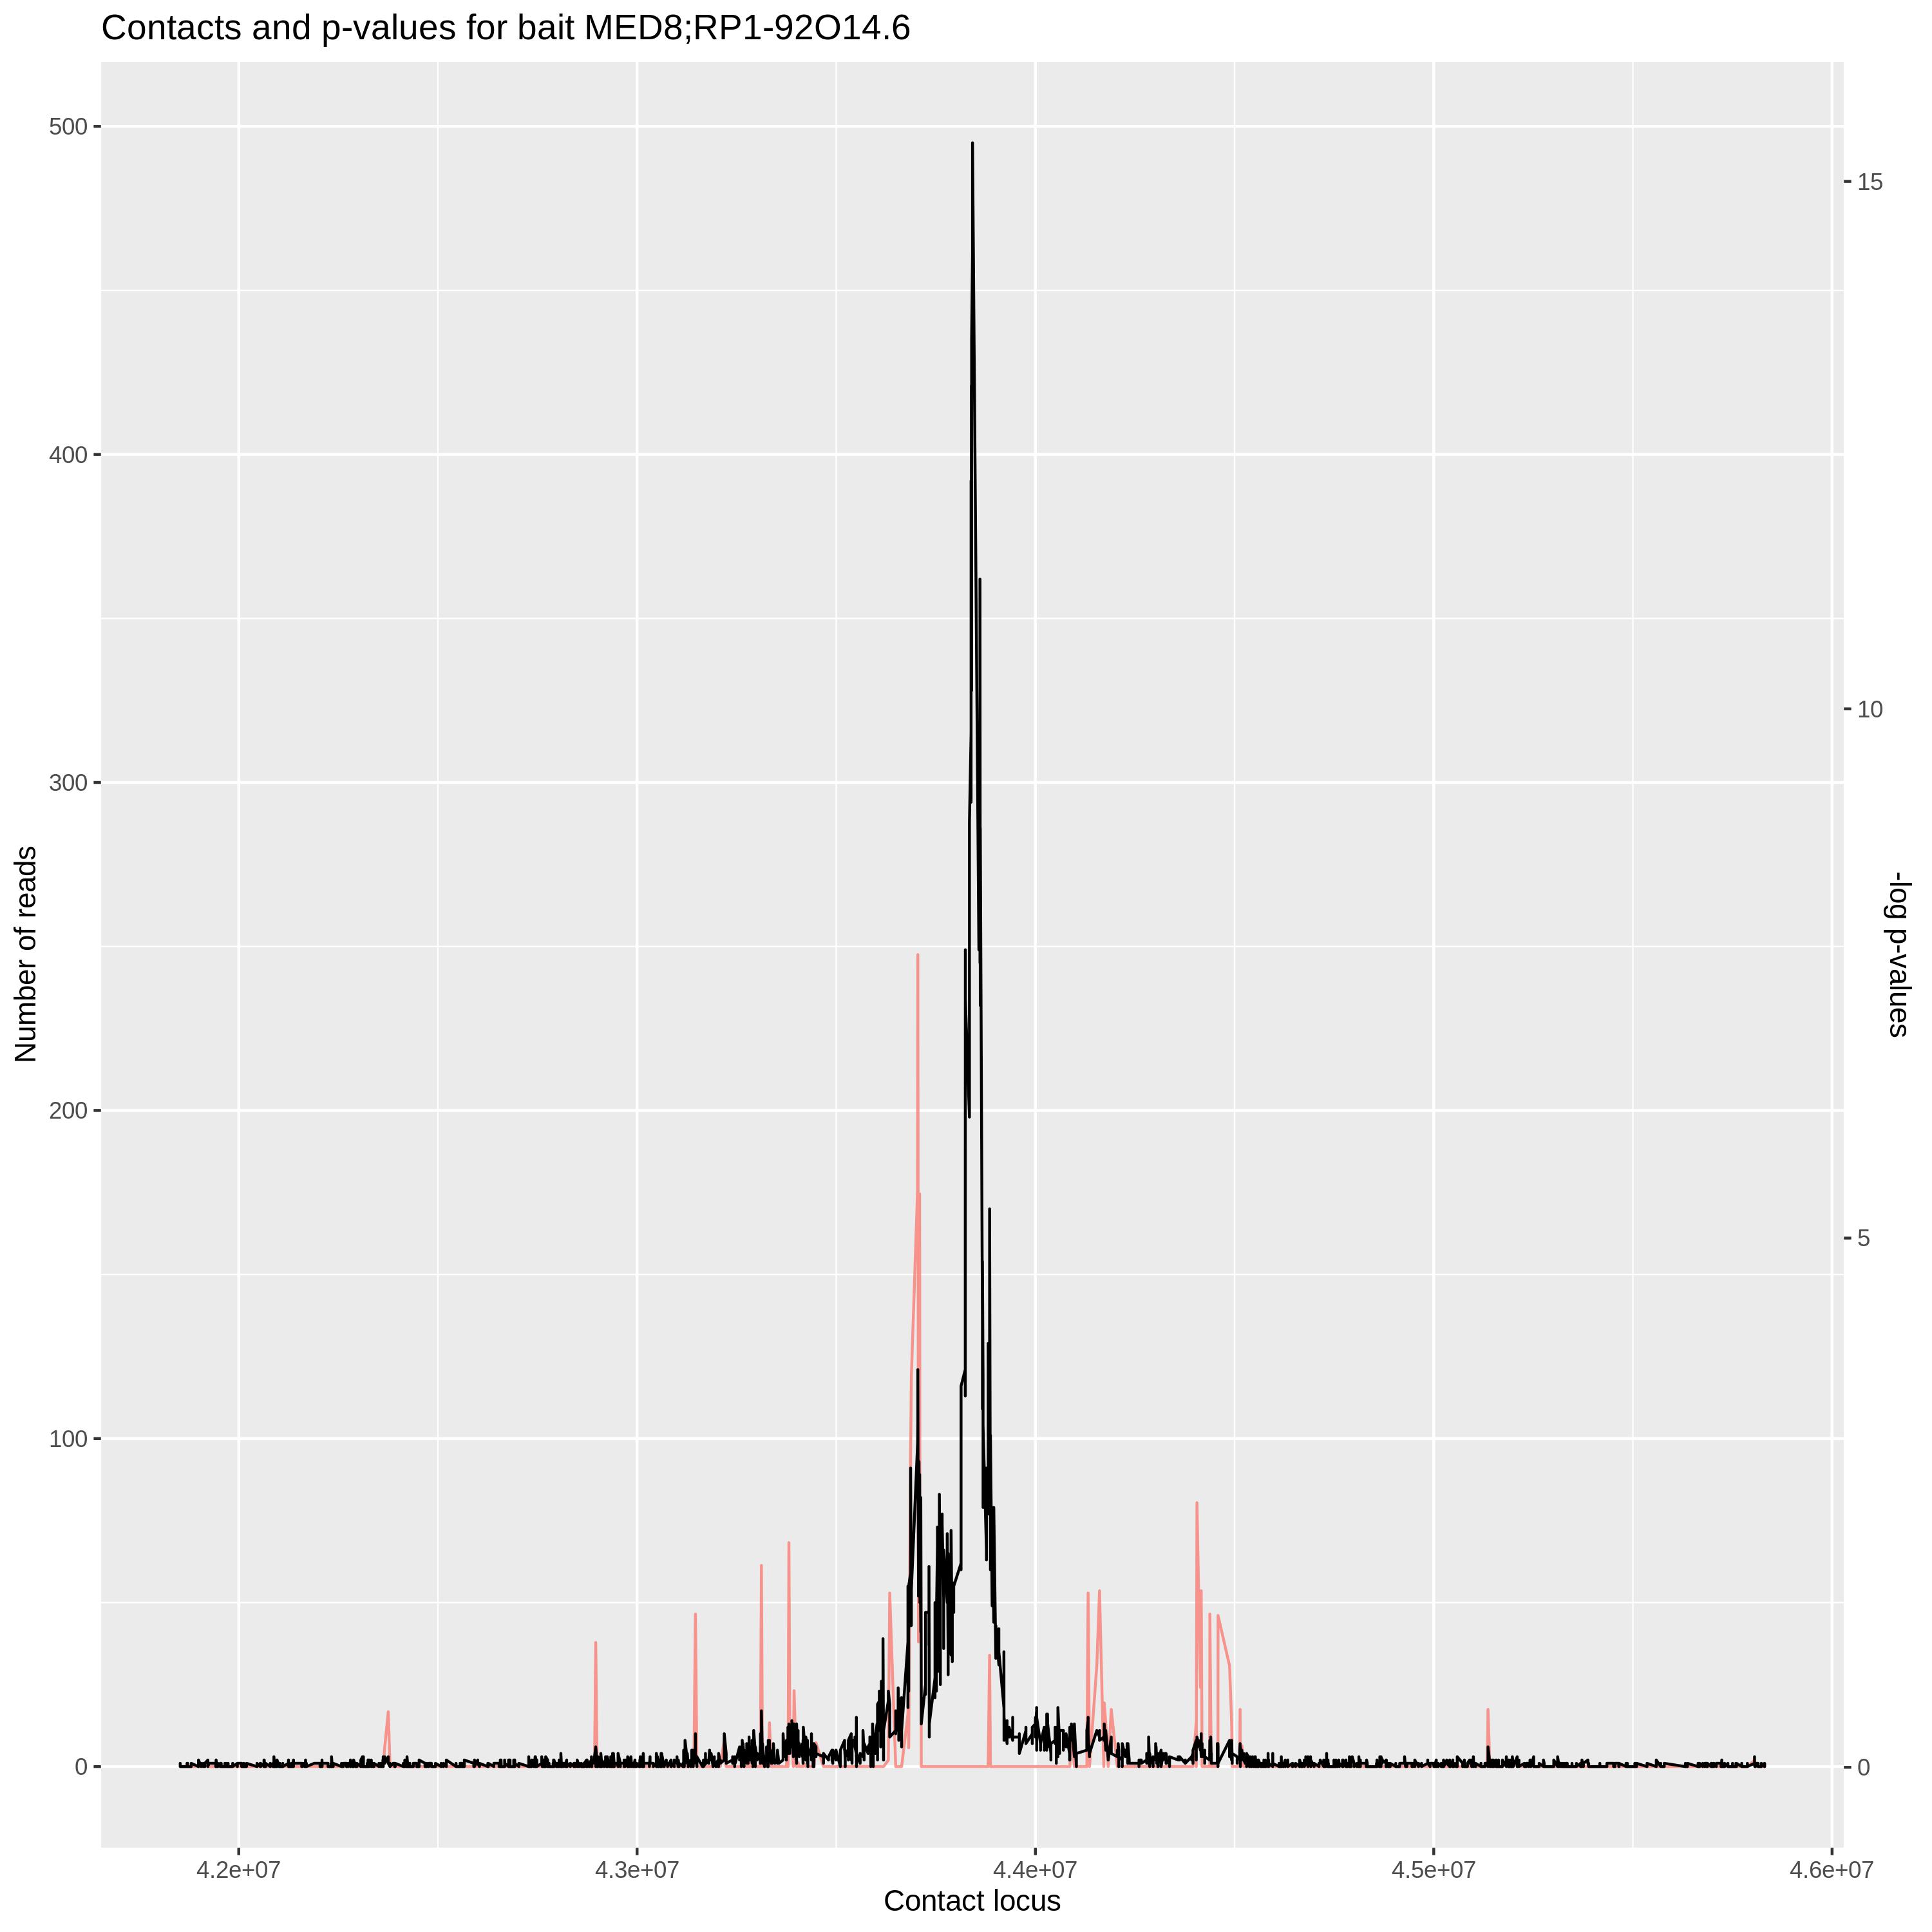 Contacts and p-values for bait MED8;RP1-92O14.6
500
400
300
200
100
0
Number of reads
15
10
5
0
-log p-values
4.2e+07
4.3e+07
4.4e+07
4.5e+07
4.6e+07
Contact locus